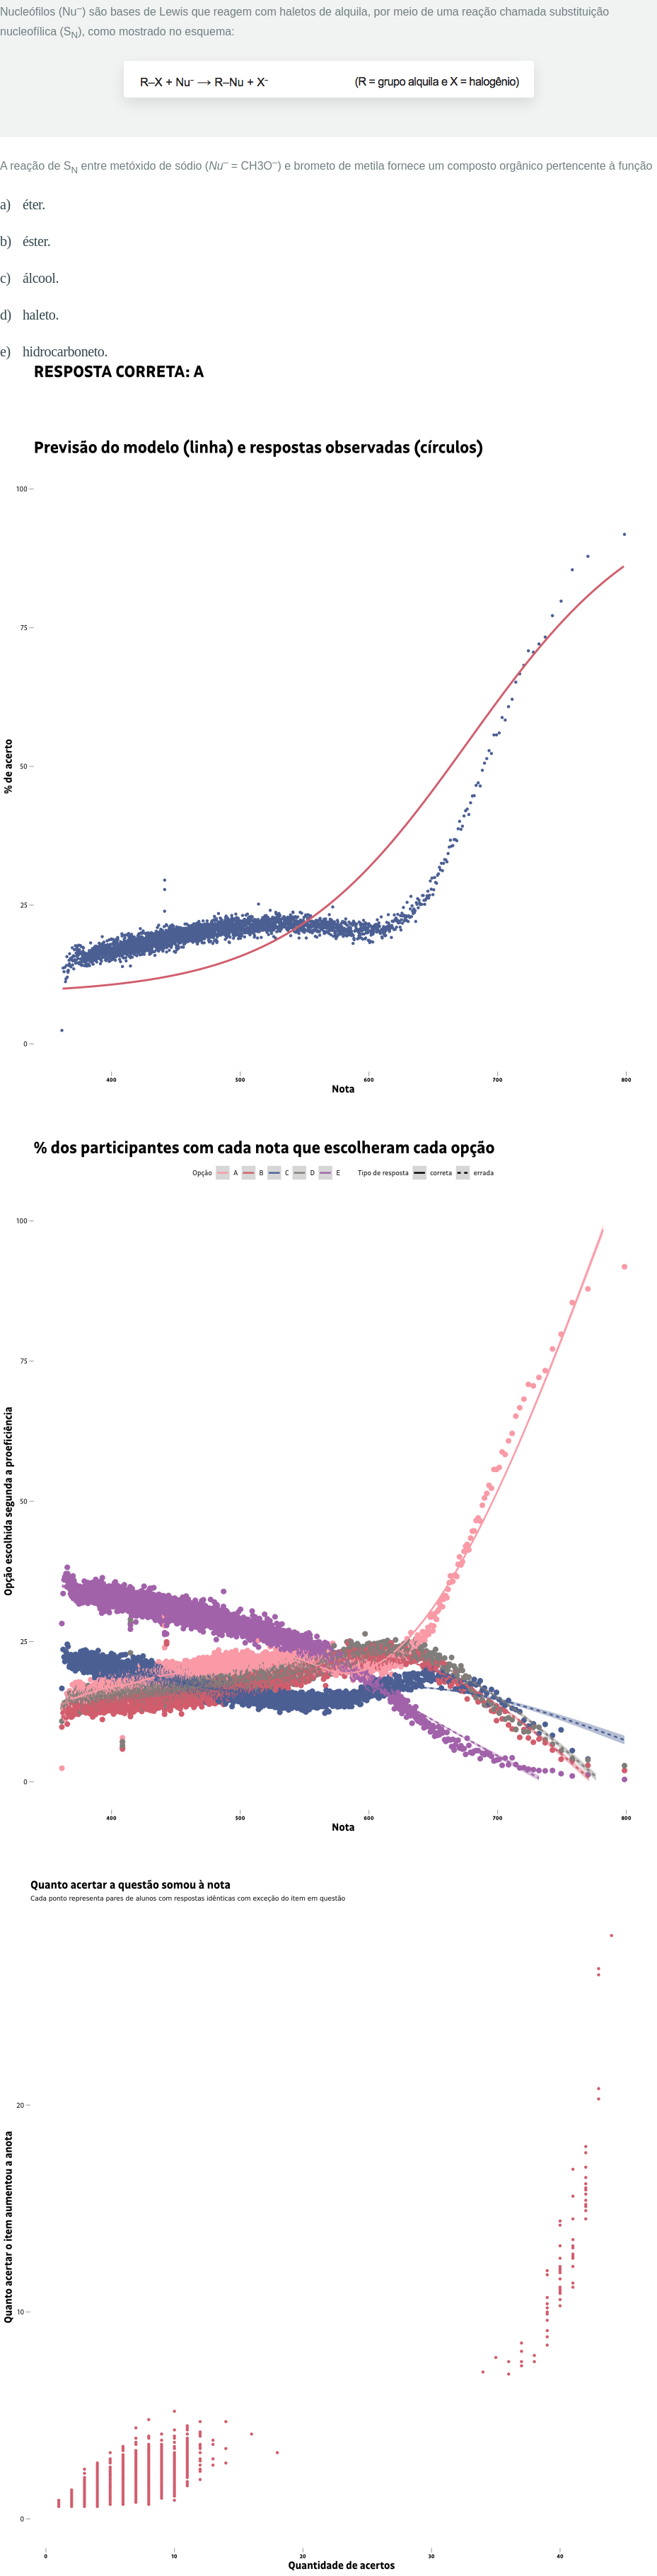 Nucleófilos (Nu–) são bases de Lewis que reagem com haletos de alquila, por meio de uma reação chamada substituição
nucleofílica (SN), como mostrado no esquema:
R–X + Nu– → R–Nu + X– (R = grupo alquila e X = halogênio)
A reação de SN entre metóxido de sódio (Nu– = CH3O–) e brometo de metila fornece um composto orgânico pertencente à função
a) éter.
b) éster.
c) álcool.
d) haleto.
e) hidrocarboneto.
RESPOSTA CORRETA: A
Previsão do modelo (linha) e respostas observadas (círculos)
100
75
50
25
0
% de acerto
400 500 600 700 800
Nota
% dos participantes com cada nota que escolheram cada opção
Opção A B C D E Tipo de resposta correta errada
100
75
50
25
0
Opção escolhida segunda a proeficiência
400 500 600 700 800
Nota
Quanto acertar a questão somou à nota
Cada ponto representa pares de alunos com respostas idênticas com exceção do item em questão
20
10
0
Quanto acertar o item aumentou a anota
0 10 20 30 40
Quantidade de acertos